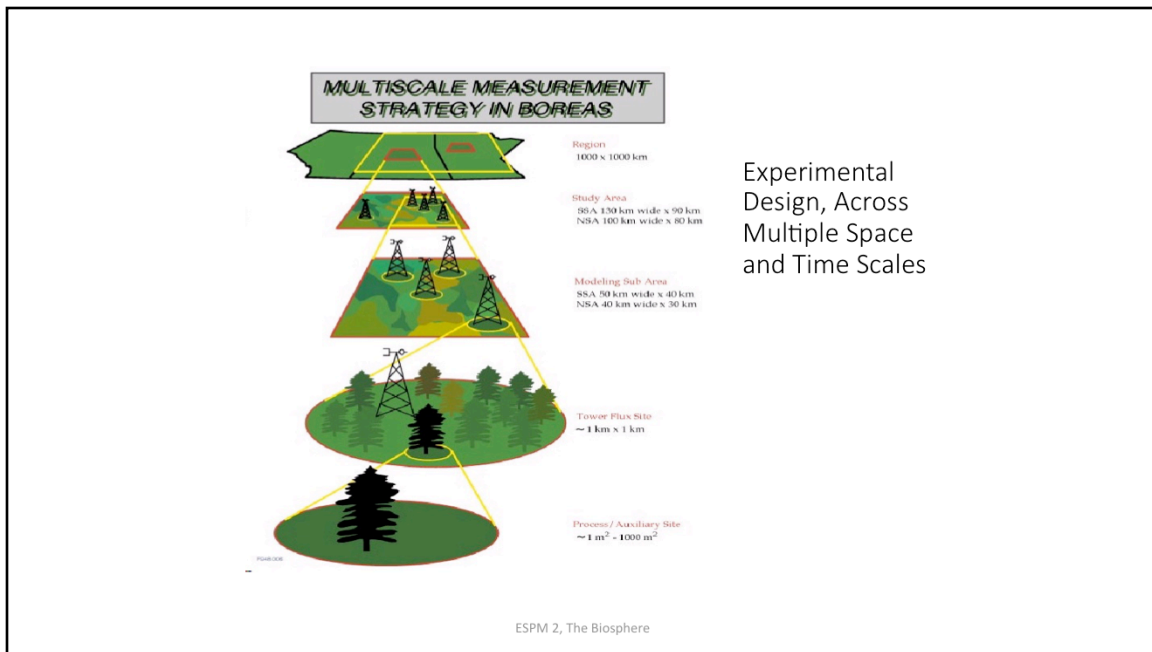 MULTISCALE MEASUREMENT
STRATEGY IN BOREAS
Region
1000 x 1000 km
Study Area
SSA 130 km wide x 90 km
NSA 100 km wide x 80 km
Modeling Sub Area
SSA 50 km wide x 40 km
NSA 40 km wide x 30 km
Tower Flux Site
~ 1 km x 1 km
Process/Auxiliary Site
~ 1 m² - 1000 m²
Experimental
Design, Across
Multiple Space
and Time Scales
ESPM 2, The Biosphere